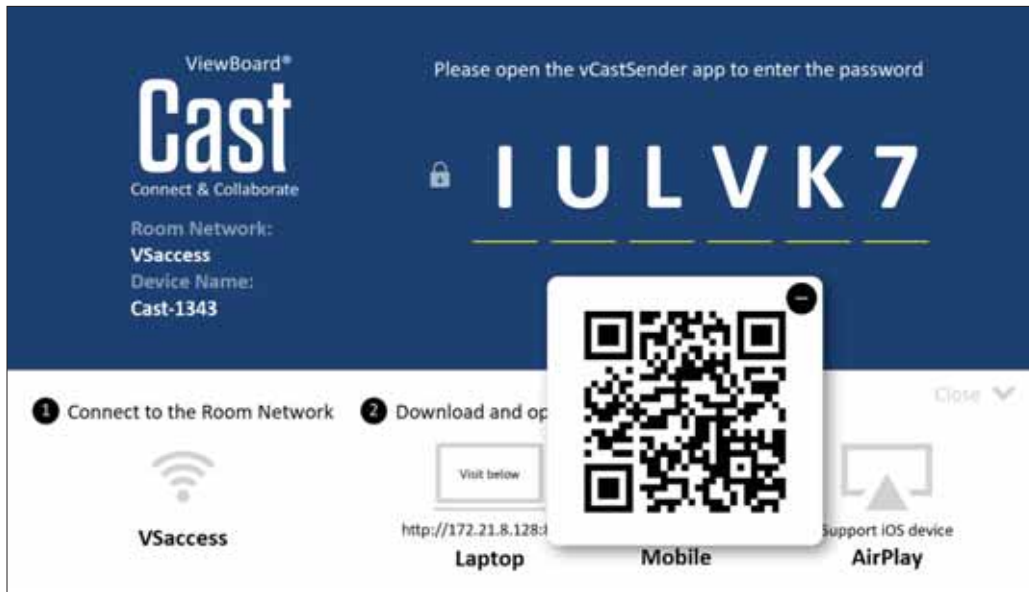 ViewBoard®
Cast
Connect & Collaborate
Room Network:
VSaccess
Device Name:
Cast-1343
Please open the vCastSender app to enter the password
I U L V K 7
1 Connect to the Room Network
VSaccess
2 Download and op
Close
Visit below
http://172.21.8.128:
Laptop
Mobile
Support iOS device
AirPlay